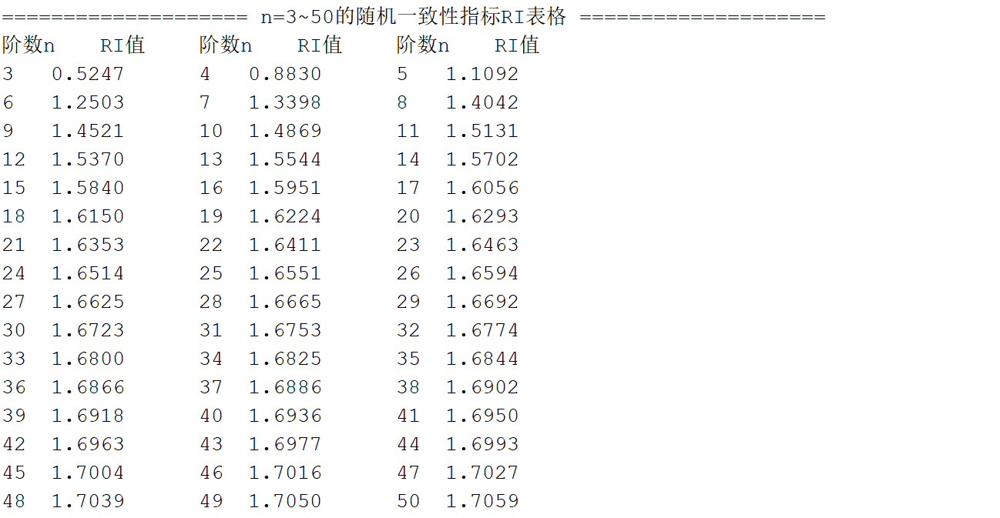 ==================== n=3~50的随机一致性指标RI表格 ====================
阶数n    RI值    阶数n    RI值    阶数n    RI值
3   0.5247      4   0.8830      5   1.1092
6   1.2503      7   1.3398      8   1.4042
9   1.4521      10  1.4869      11  1.5131
12  1.5370      13  1.5544      14  1.5702
15  1.5840      16  1.5951      17  1.6056
18  1.6150      19  1.6224      20  1.6293
21  1.6353      22  1.6411      23  1.6463
24  1.6514      25  1.6551      26  1.6594
27  1.6625      28  1.6665      29  1.6692
30  1.6723      31  1.6753      32  1.6774
33  1.6800      34  1.6825      35  1.6844
36  1.6866      37  1.6886      38  1.6902
39  1.6918      40  1.6936      41  1.6950
42  1.6963      43  1.6977      44  1.6993
45  1.7004      46  1.7016      47  1.7027
48  1.7039      49  1.7050      50  1.7059